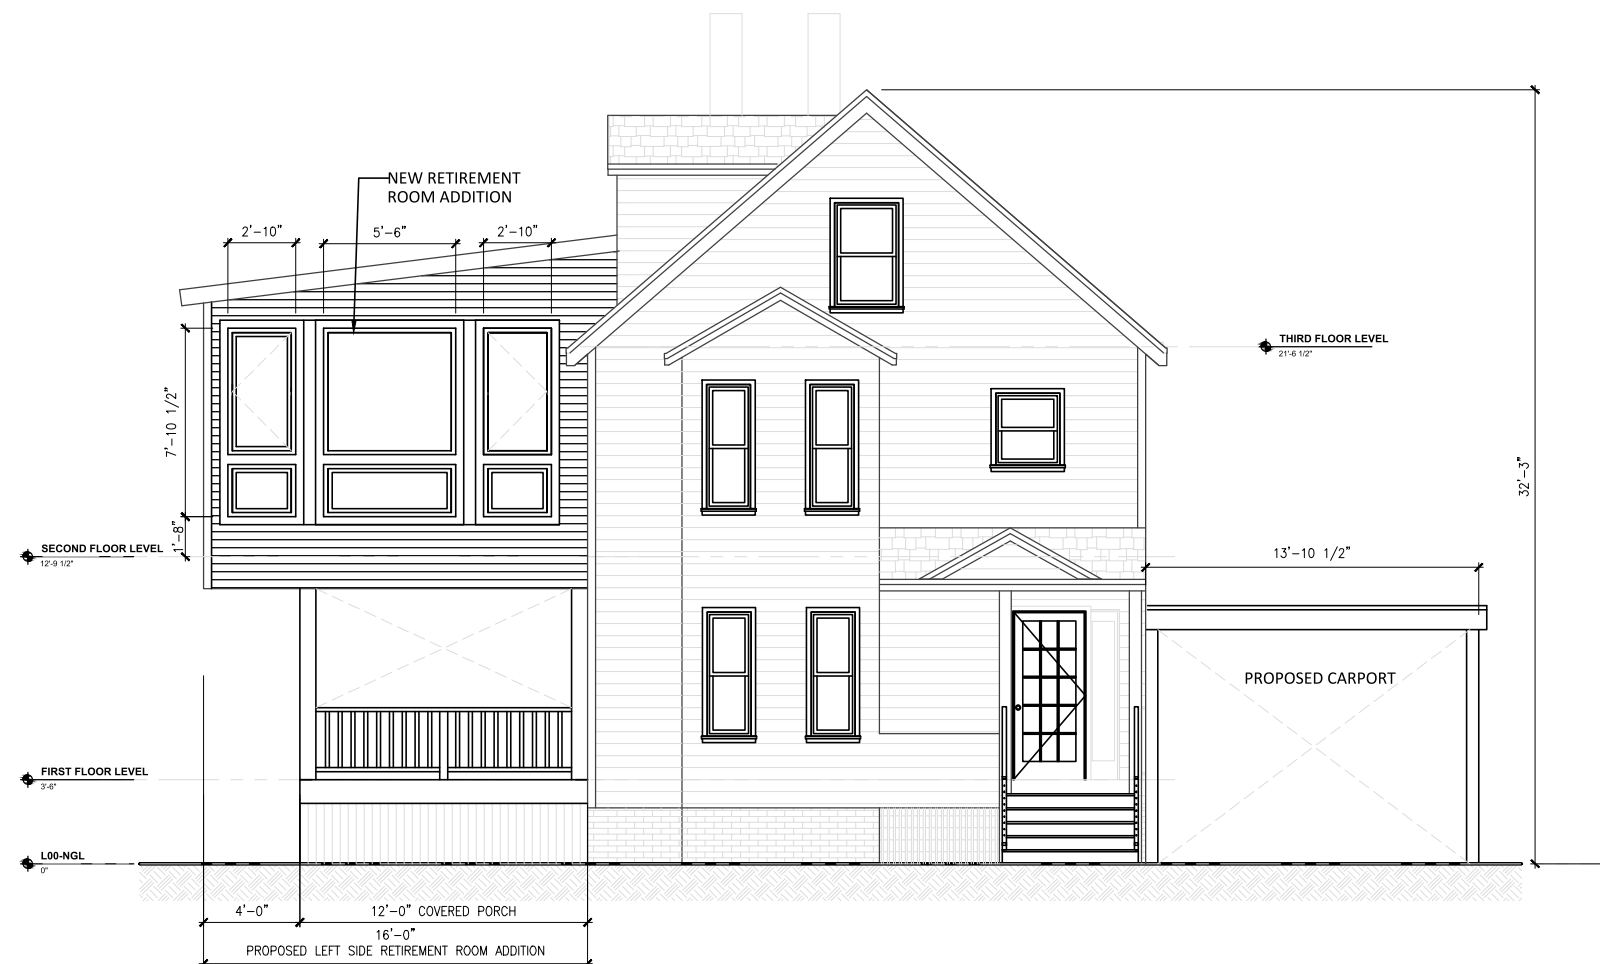 NEW RETIREMENT
ROOM ADDITION
2'-10"
5'-6"
2'-10"
THIRD FLOOR LEVEL
21'-6 1/2"
7'-10 1/2"
32'-3"
1'-8"
SECOND FLOOR LEVEL
12'-9 1/2"
13'-10 1/2"
PROPOSED CARPORT
FIRST FLOOR LEVEL
3'-6"
L00-NGL
0"
4'-0"
12'-0" COVERED PORCH
16'-0"
PROPOSED LEFT SIDE RETIREMENT ROOM ADDITION